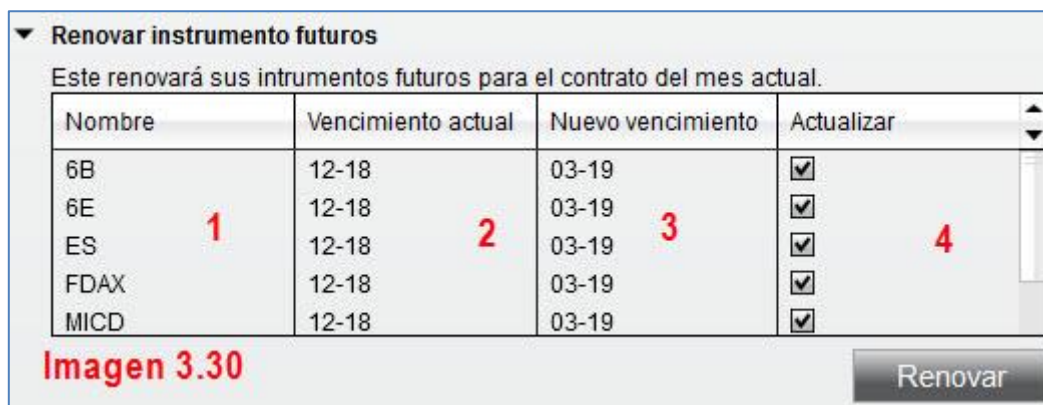 Renovar instrumento futuros
Este renovará sus intrumentos futuros para el contrato del mes actual.
Nombre Vencimiento actual Nuevo vencimiento Actualizar
6B 12-18 03-19
6E 12-18 03-19
1 2 3 4
ES 12-18 03-19
FDAX 12-18 03-19
MICD 12-18 03-19
Imagen 3.30
Renovar